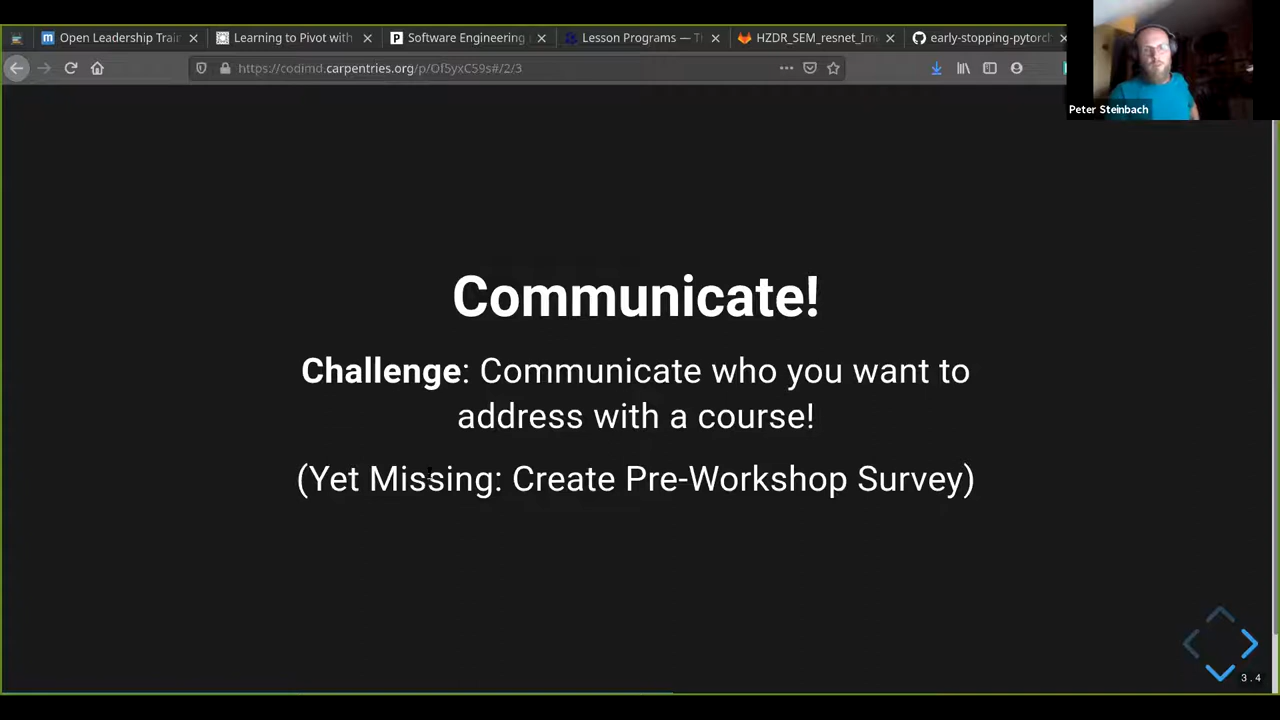 Open Leadership Trai
Learning to Pivot with
Software Engineering
Lesson Programs — T
HZDR_SEM_resnet_Im
early-stopping-pytorch
https://codimd.carpentries.org/p/Of5yxC59s#/2/3
Peter Steinbach
Communicate!
Challenge: Communicate who you want to
address with a course!
(Yet Missing: Create Pre-Workshop Survey)
3.4